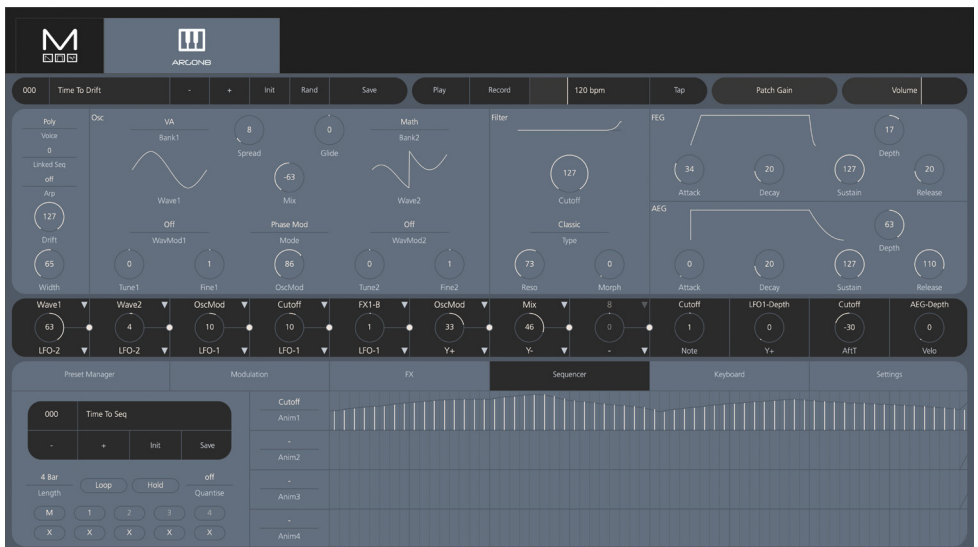 M
ARGON8
000 Time To Drift - + Init Rand Save Play Record 120 bpm Tap Patch Gain Volume
Poly
Voice
0
Linked Seq
off
Arp
127
Drift
65
Width
Osc
VA
Bank1
8
Spread
0
Glide
Math
Bank2
Wave1
-63
Mix
Wave2
Off
WavMod1
Phase Mod
Mode
Off
WavMod2
0
Tune1
1
Fine1
86
OscMod
0
Tune2
1
Fine2
Filter
127
Cutoff
Classic
Type
73
Reso
0
Morph
FEG
17
Depth
34
Attack
20
Decay
127
Sustain
20
Release
AEG
63
Depth
0
Attack
20
Decay
127
Sustain
110
Release
Wave1 Wave2 OscMod Cutoff FX1-B OscMod Mix 8 Cutoff LFO1-Depth Cutoff AEG-Depth
63 4 10 10 1 33 46 0 1 0 -30 0
LFO-2 LFO-2 LFO-1 LFO-1 LFO-1 Y+ Y- - Note Y+ AftT Velo
Preset Manager Modulation FX Sequencer Keyboard Settings
000 Time To Seq
- + Init Save
4 Bar
Length
Loop Hold
off
Quantise
M 1 2 3 4
X X X X X
Cutoff
Anim1
-
Anim2
-
Anim3
-
Anim4